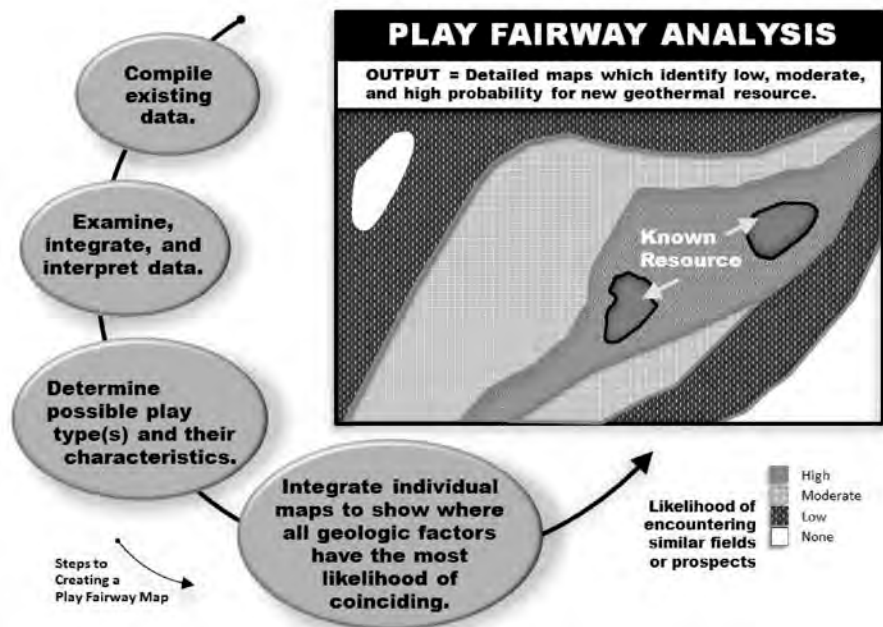 Compile
existing
data.
Examine,
integrate, and
interpret data.
Determine
possible play
type(s) and their
characteristics.
Integrate individual
maps to show where
all geologic factors
have the most
likelihood of
coinciding.
Steps to
Creating a
Play Fairway Map
PLAY FAIRWAY ANALYSIS
OUTPUT = Detailed maps which identify low, moderate,
and high probability for new geothermal resource.
Known
Resource
Likelihood of
encountering
similar fields
or prospects
High
Moderate
Low
None